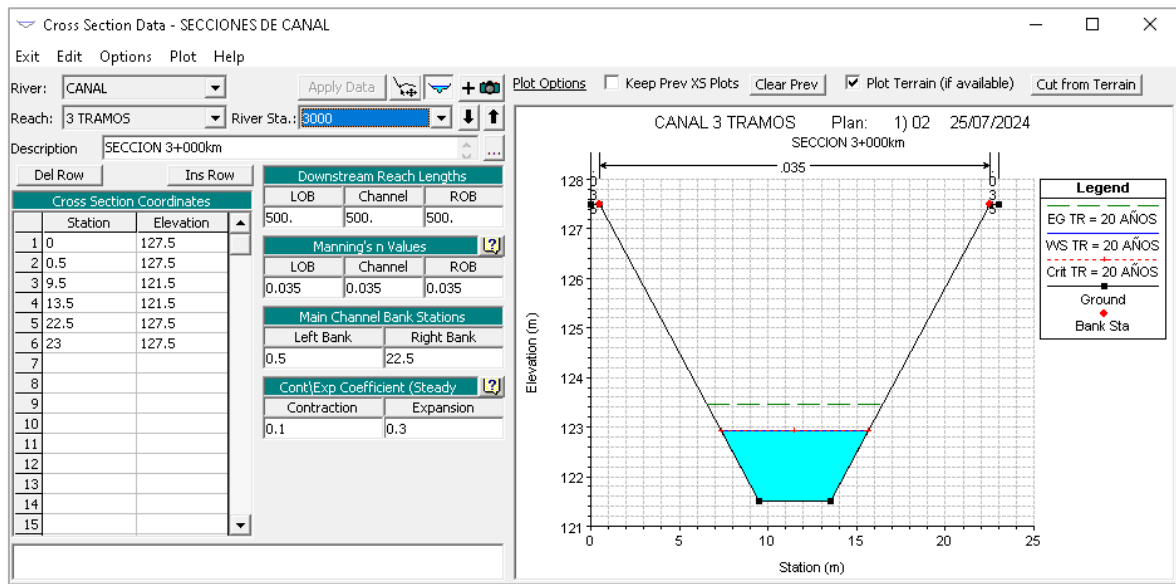 Cross Section Data - SECCIONES DE CANAL
Exit Edit Options Plot Help
River: CANAL Apply Data
Reach: 3 TRAMOS River Sta.: 3000
Description SECCION 3+000km ...
Del Row Ins Row
Cross Section Coordinates
Station Elevation
1 0 127.5
2 0.5 127.5
3 9.5 121.5
4 13.5 121.5
5 22.5 127.5
6 23 127.5
7
8
9
10
11
12
13
14
15
Downstream Reach Lengths
LOB Channel ROB
500. 500. 500.
Manning's n Values ?
LOB Channel ROB
0.035 0.035 0.035
Main Channel Bank Stations
Left Bank Right Bank
0.5 22.5
Cont\Exp Coefficient (Steady ?
Contraction Expansion
0.1 0.3
Plot Options Keep Prev XS Plots Clear Prev Plot Terrain (if available) Cut from Terrain
CANAL 3 TRAMOS Plan: 1) 02 25/07/2024
SECCION 3+000km
.035
.035
.035
128
127
126
125
124
123
122
121
Elevation (m)
0 5 10 15 20 25
Station (m)
Legend
EG TR = 20 AÑOS
WS TR = 20 AÑOS
Crit TR = 20 AÑOS
Ground
Bank Sta